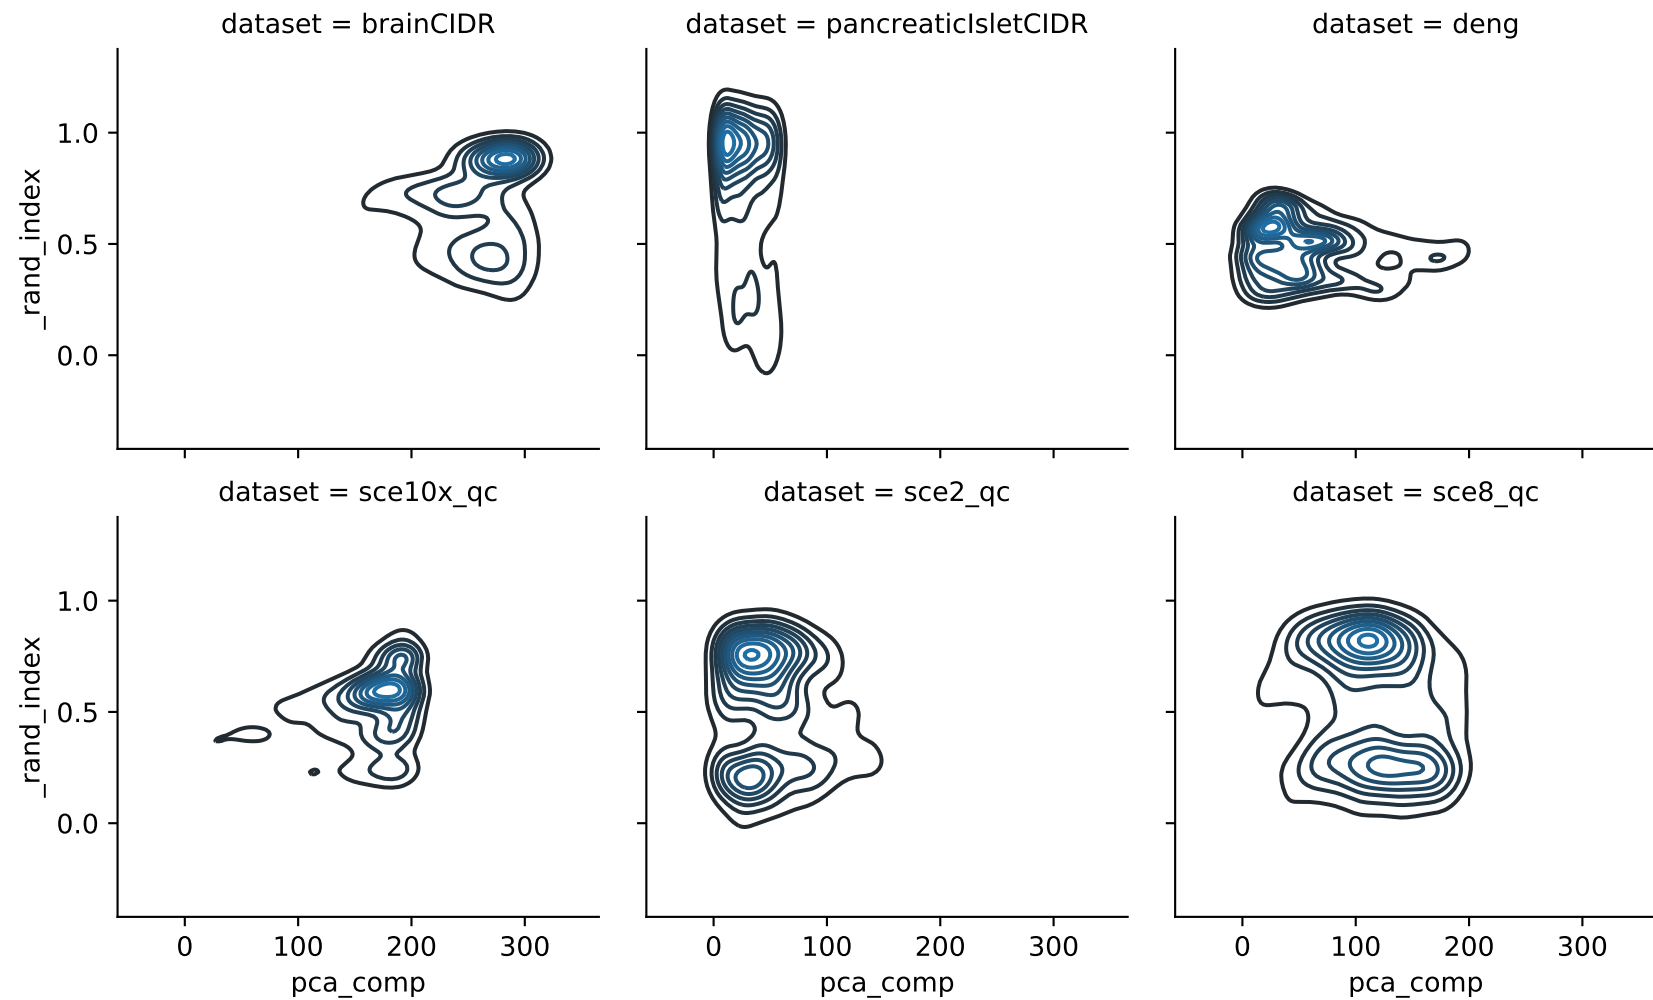 dataset = brainCIDR
dataset = pancreaticIsletCIDR
dataset = deng
1.0
0.5
0.0
_rand_index
dataset = sce10x_qc
dataset = sce2_qc
dataset = sce8_qc
1.0
0.5
0.0
_rand_index
0 100 200 300
0 100 200 300
0 100 200 300
pca_comp
pca_comp
pca_comp